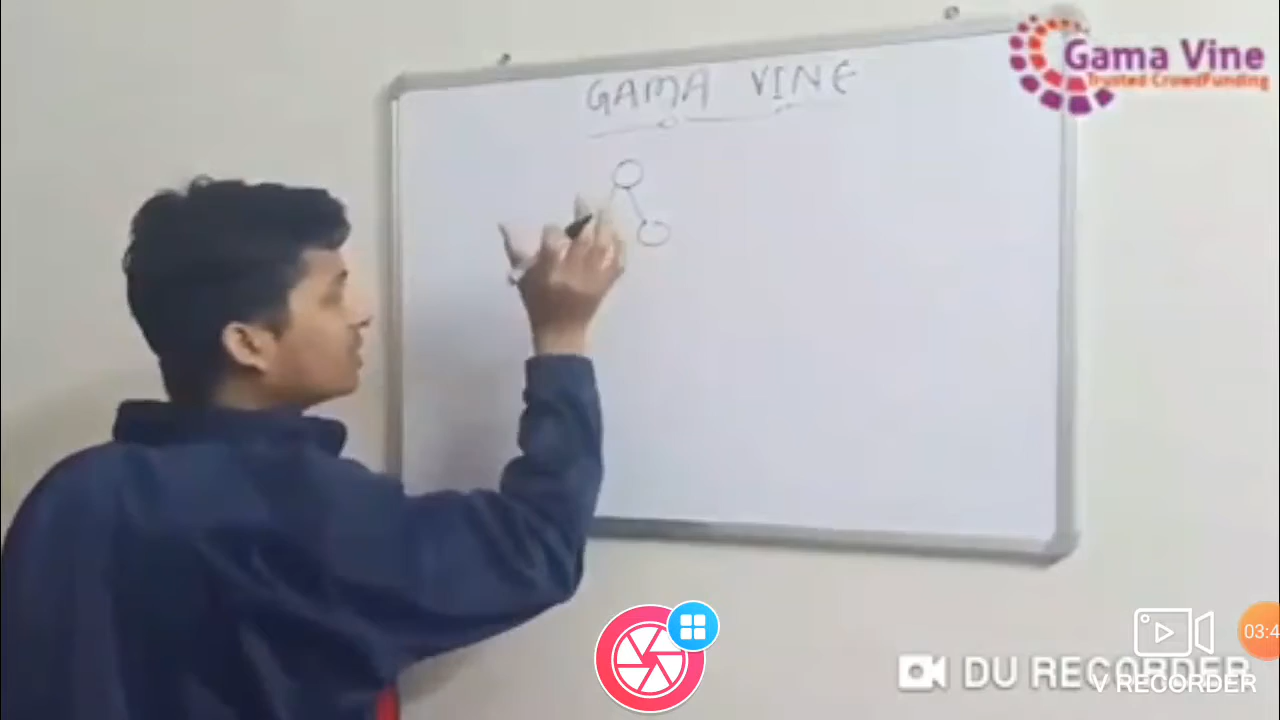 GAMA VINE
Gama Vine
Trusted CrowdFunding
03:4
DU RECORDER
V RECORDER